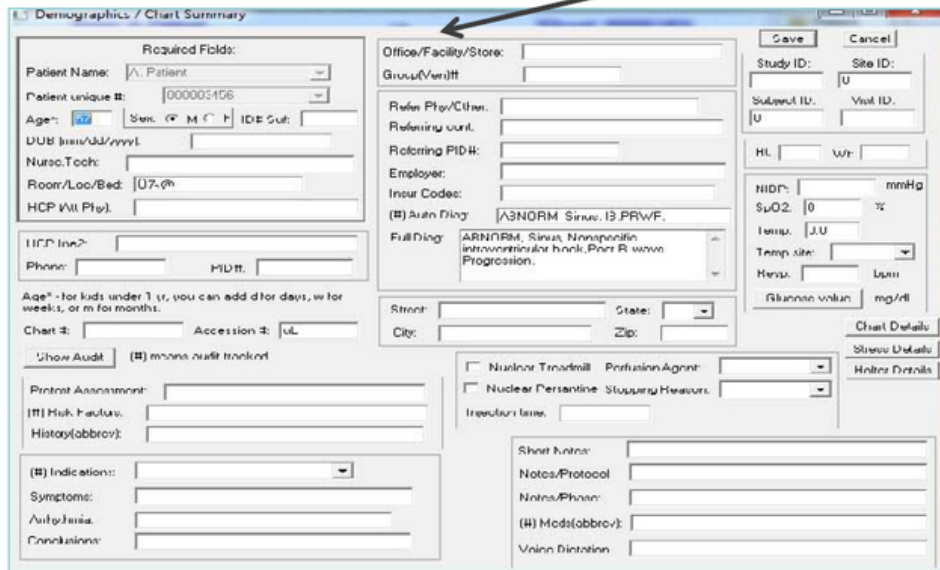 Demographics / Chart Summary
Required Fields:
Patient Name: A. Patient
Patient unique #: 000003456
Age*:
Sex: M F ID# Suf:
DOB (mm/dd/yyyy):
Nurse.Tech:
Room/Loc/Bed:
HCP (Att Phy):
HCP line2:
Phone: PID#:
Age* - for kids under 1 yr, you can add d for days, w for
weeks, or m for months.
Chart #: Accession #:
Show Audit (#) means audit tracked
Pretest Assessment:
(#) Risk Factors:
History(abbrev):
(#) Indications:
Symptoms:
Arrhythmia:
Conclusions:
Office/Facility/Store:
Group(Ven)#
Refer Phy/Other:
Referring cont.
Referring PID#:
Employer:
Insur Codes:
(#) Auto Diag: ABNORM, Sinus, IB,PRWP,
Full Diag: ABNORM, Sinus, Nonspecific
intraventricular block,Poor R wave
Progression.
Street: State:
City: Zip:
Nuclear Treadmill Perfusion Agent:
Nuclear Persantine Stopping Reason:
Injection time:
Short Notes:
Notes/Protocol
Notes/Phase:
(#) Meds(abbrev):
Voice Dictation
Save Cancel
Study ID: Site ID:
0
Subject ID: Visit ID:
0
Ht. Wt
NIBP: mmHg
SpO2: 0 %
Temp: 0.0
Temp site:
Resp: bpm
Glucose value mg/dl
Chart Details
Stress Details
Holter Details